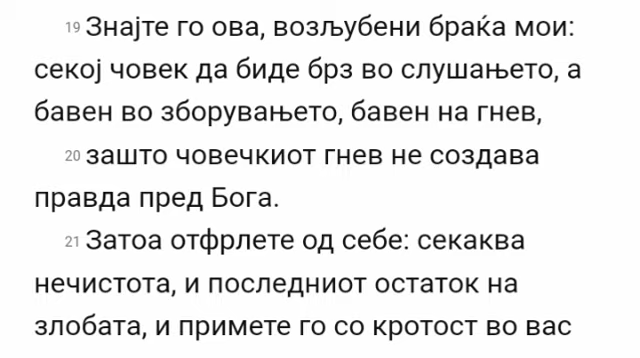 19 Знајте го ова, возљубени браќа мои:
секој човек да биде брз во слушањето, а
бавен во зборувањето, бавен на гнев,
20 зашто човечкиот гнев не создава
правда пред Бога.
21 Затоа отфрлете од себе: секаква
нечистота, и последниот остаток на
злобата, и примете го со кротост во вас